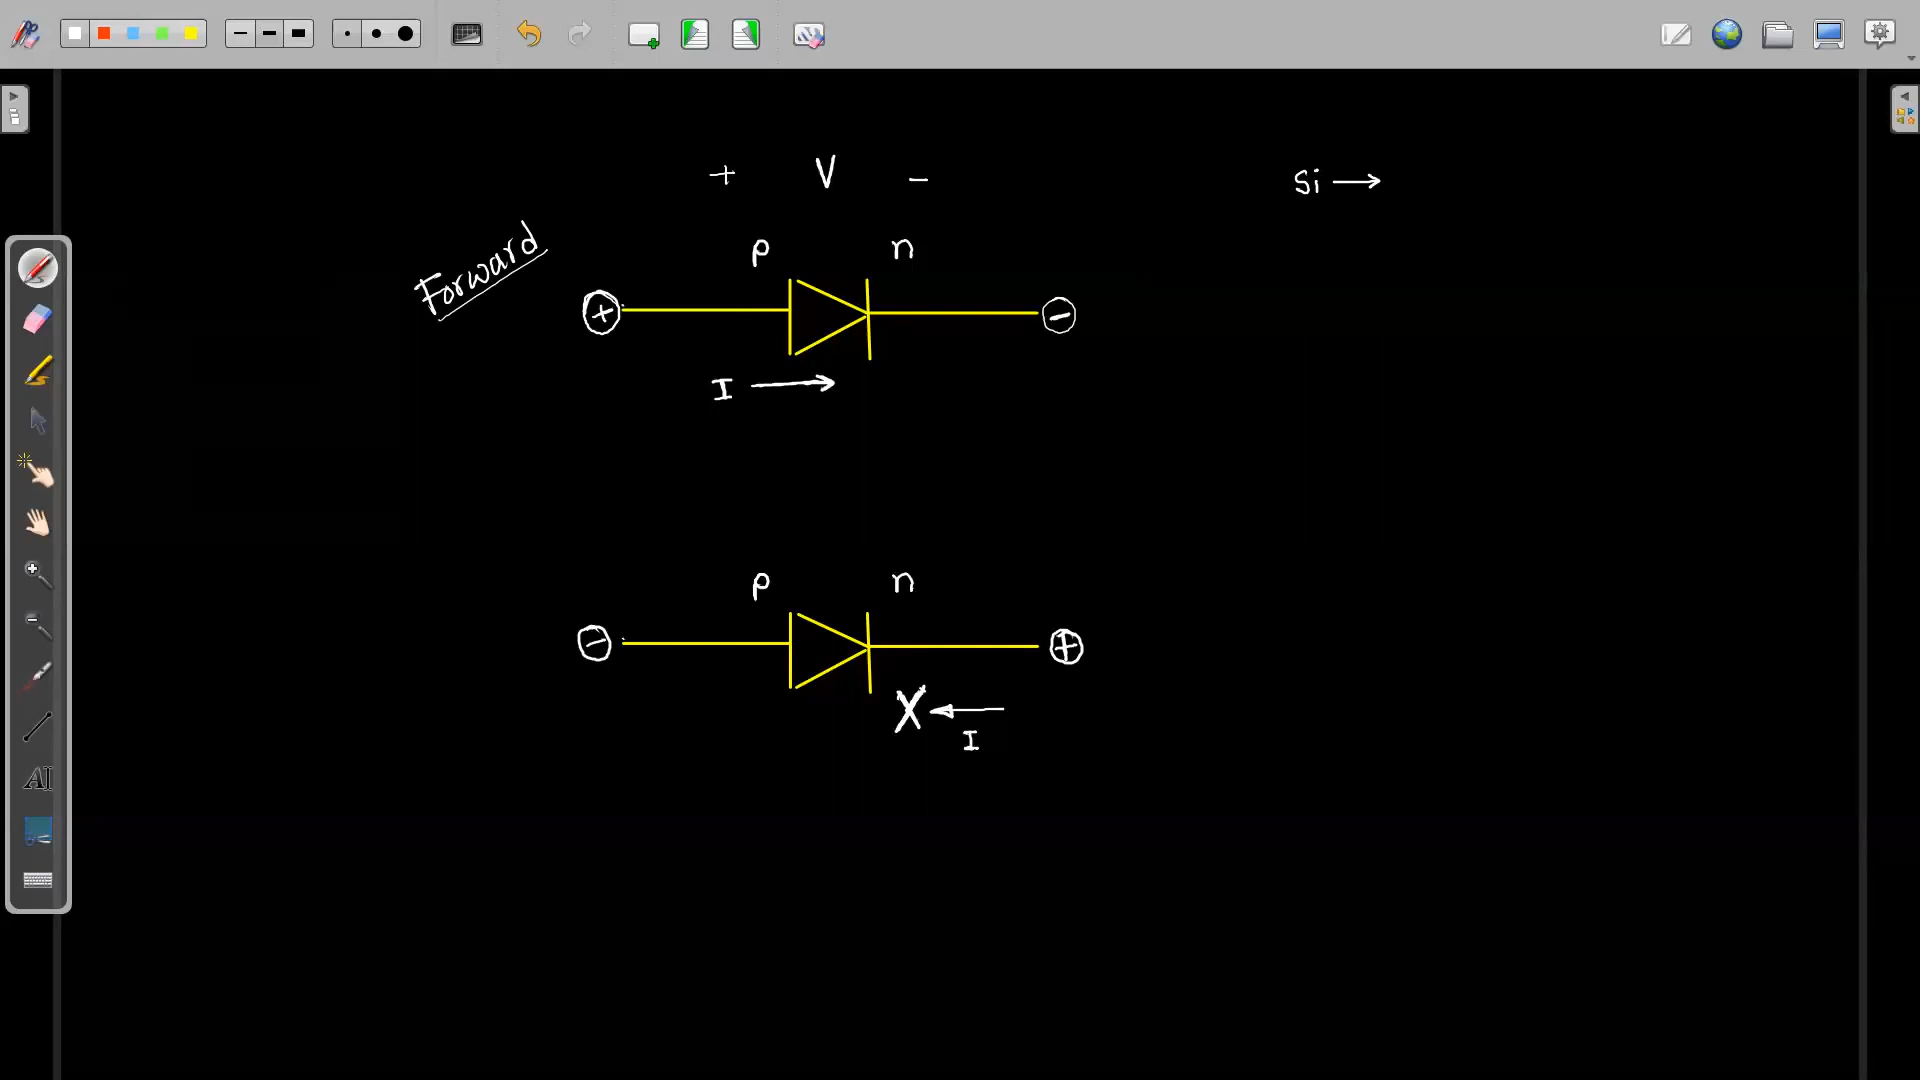 + V - Si →
Forward
p n
+ -
I →
p n
- +
X ←
I